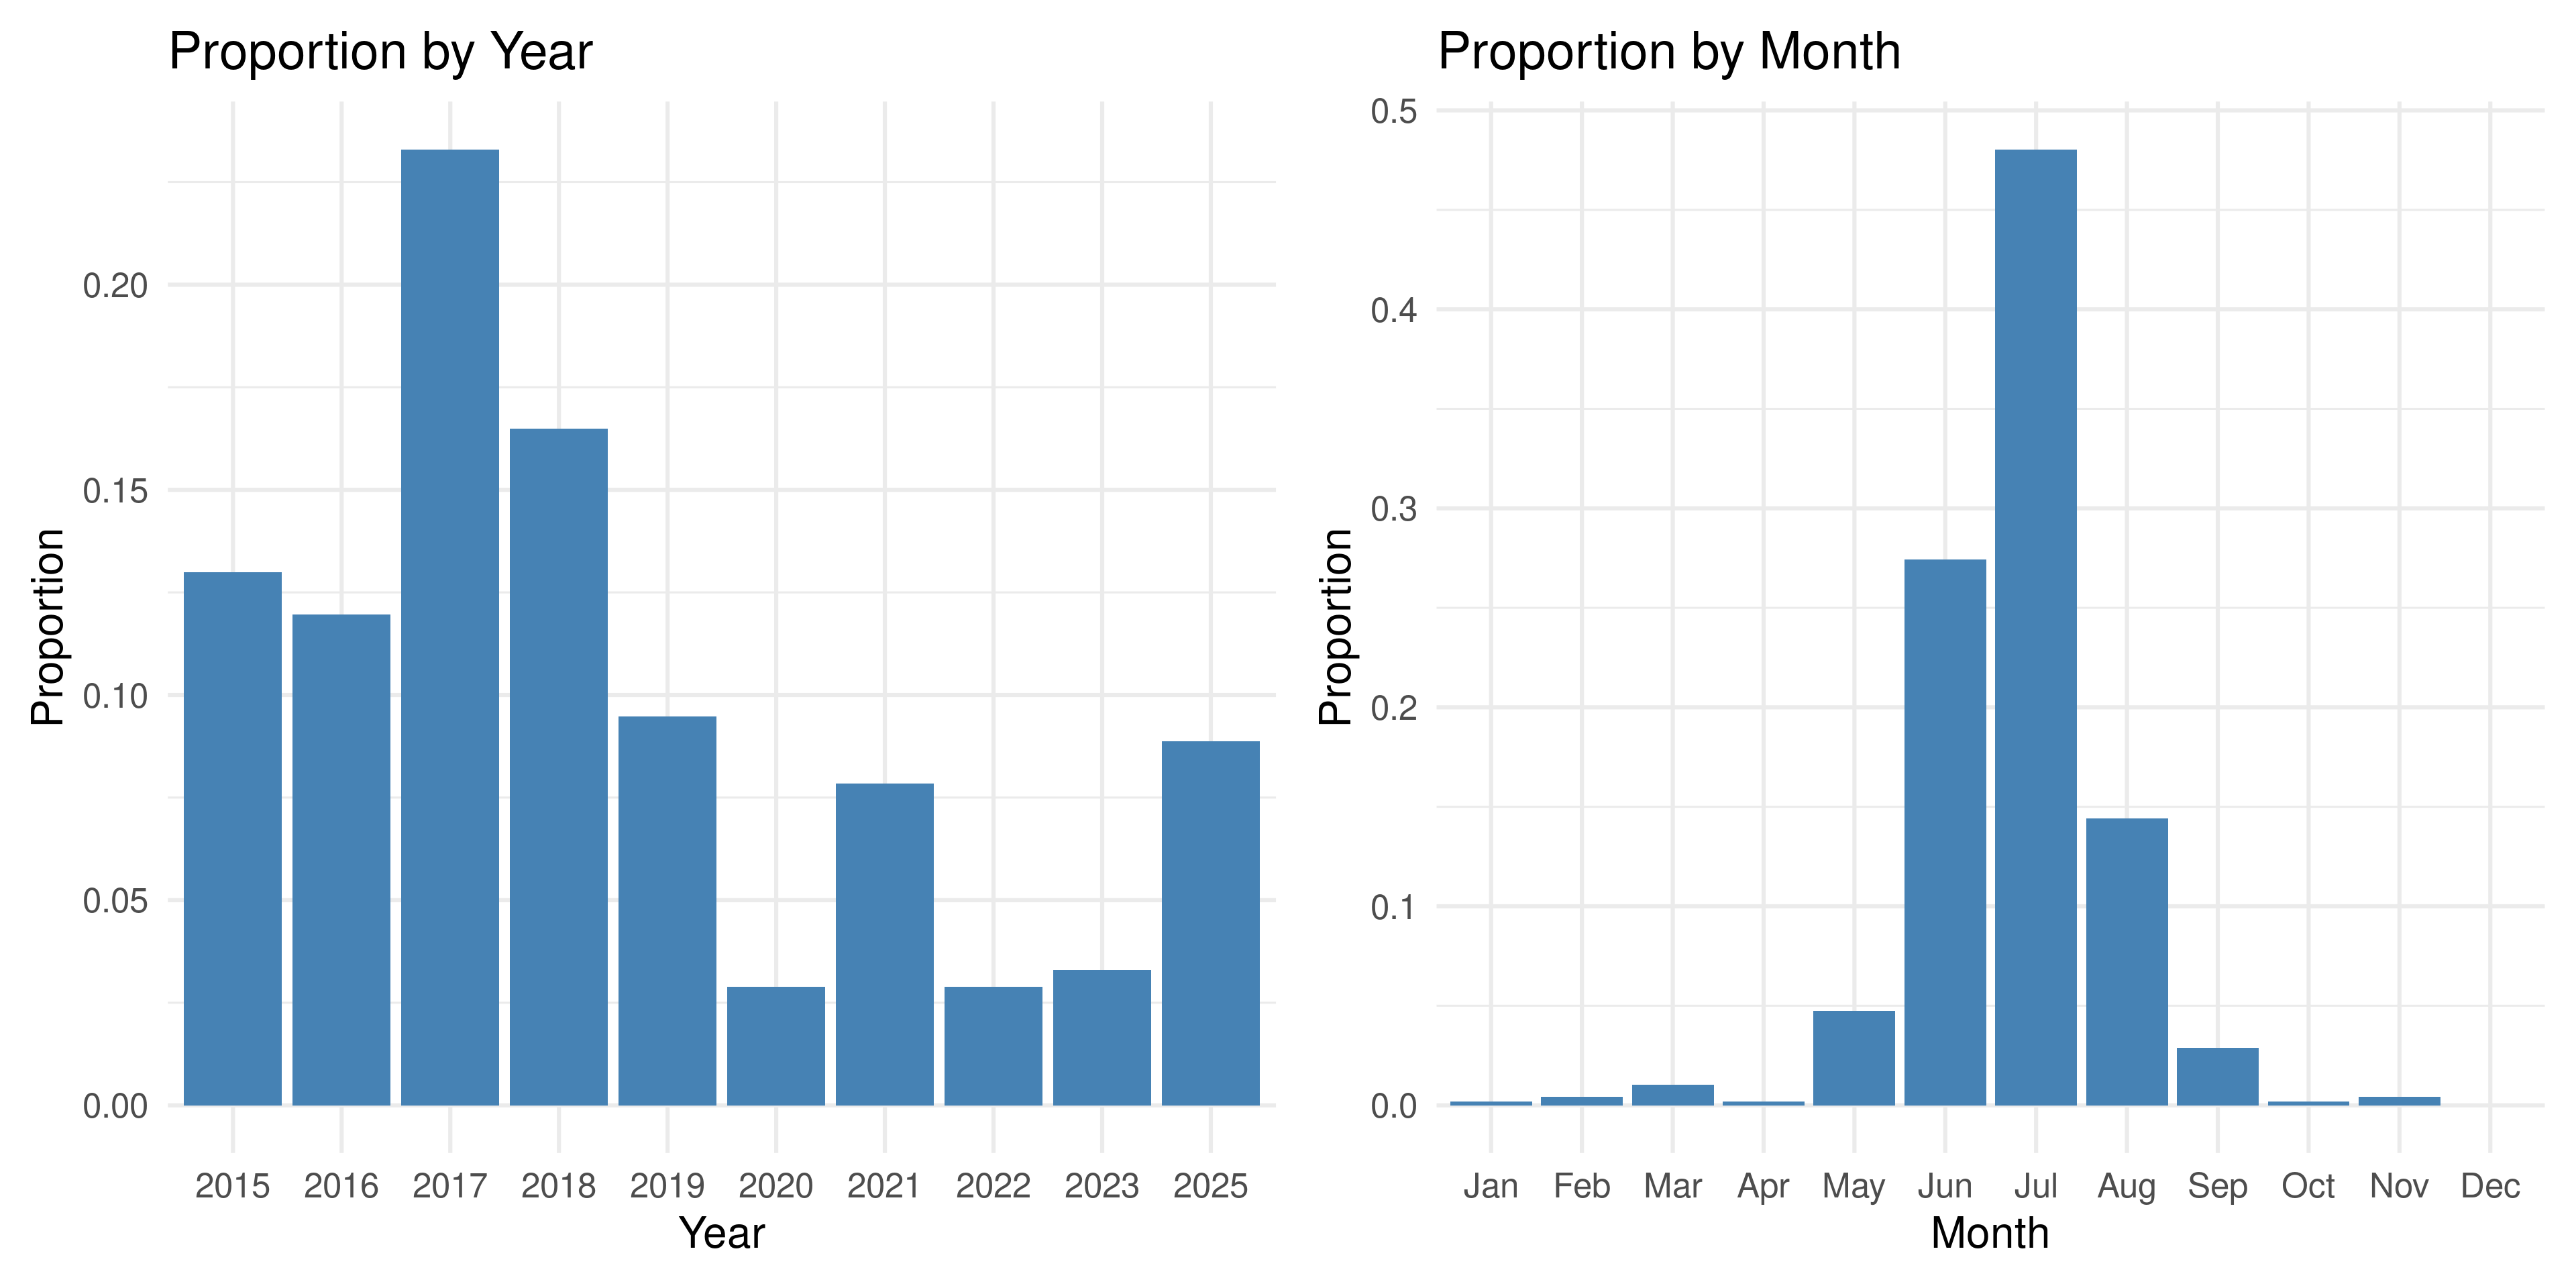 Proportion by Year
Proportion
0.20
0.15
0.10
0.05
0.00
2015 2016 2017 2018 2019 2020 2021 2022 2023 2025
Year
Proportion by Month
Proportion
0.5
0.4
0.3
0.2
0.1
0.0
Jan Feb Mar Apr May Jun Jul Aug Sep Oct Nov Dec
Month